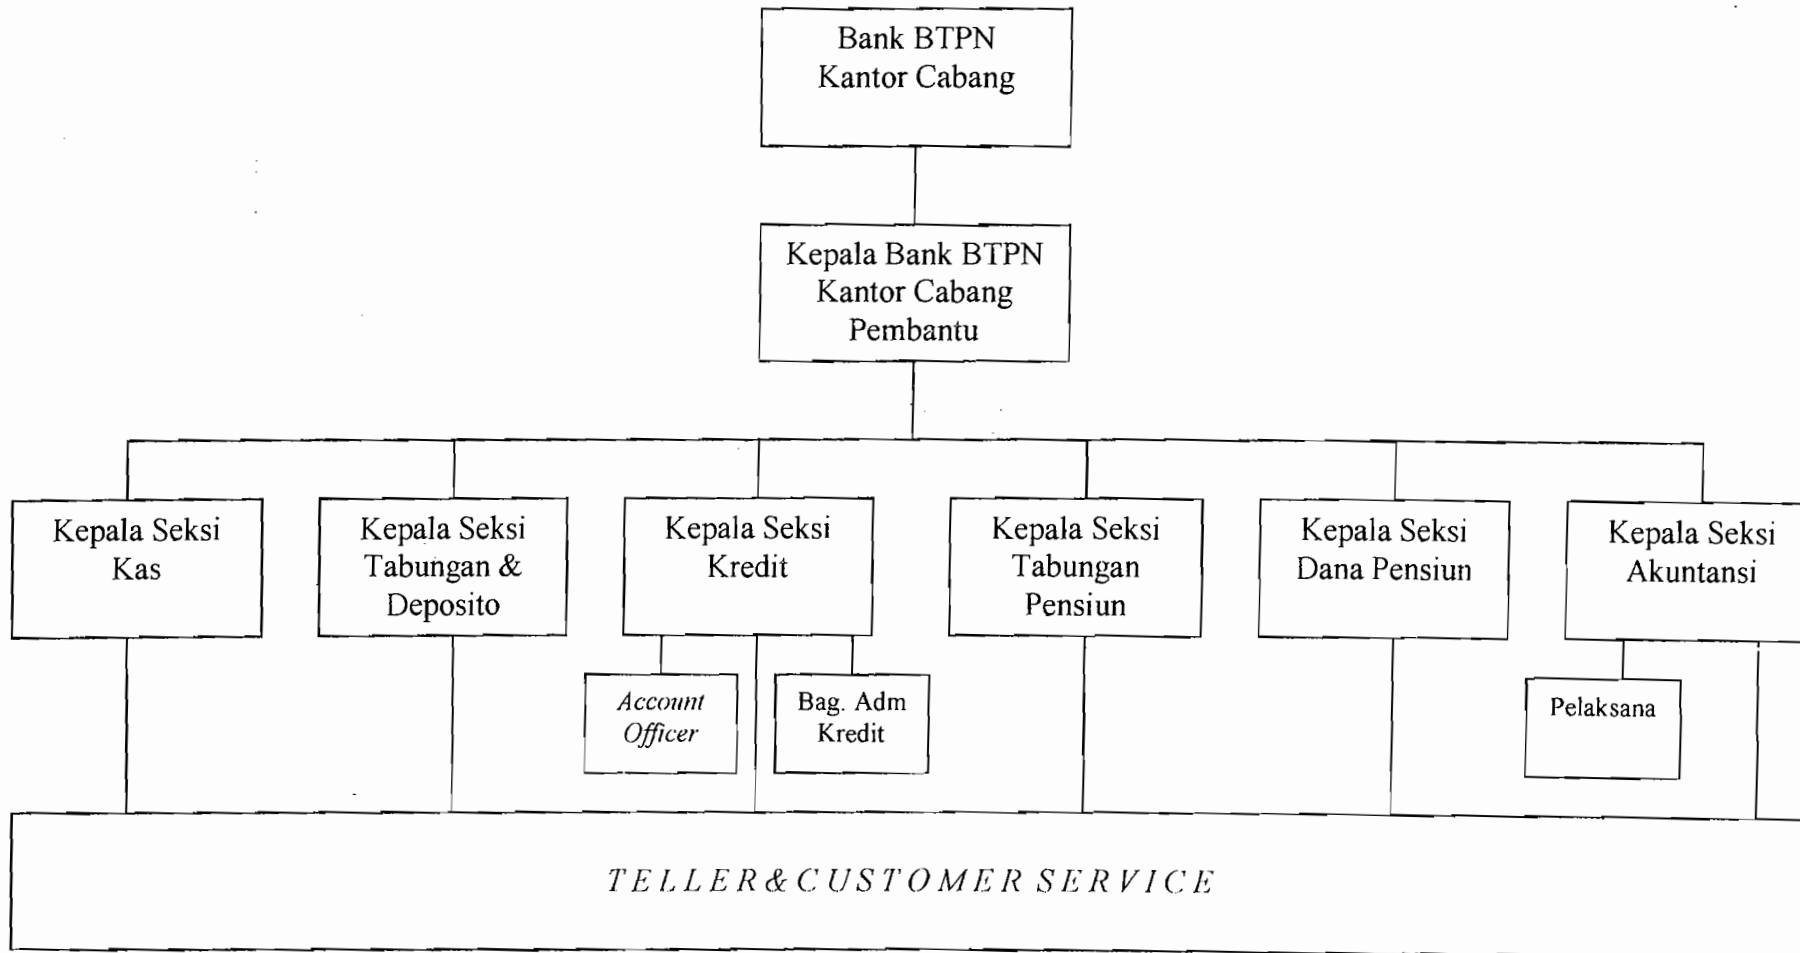 Bank BTPN
Kantor Cabang
Kepala Bank BTPN
Kantor Cabang
Pembantu
Kepala Seksi
Kas
Kepala Seksi
Tabungan &
Deposito
Kepala Seksi
Kredit
Kepala Seksi
Tabungan
Pensiun
Kepala Seksi
Dana Pensiun
Kepala Seksi
Akuntansi
Account
Officer
Bag. Adm
Kredit
Pelaksana
TELLER & CUSTOMER SERVICE